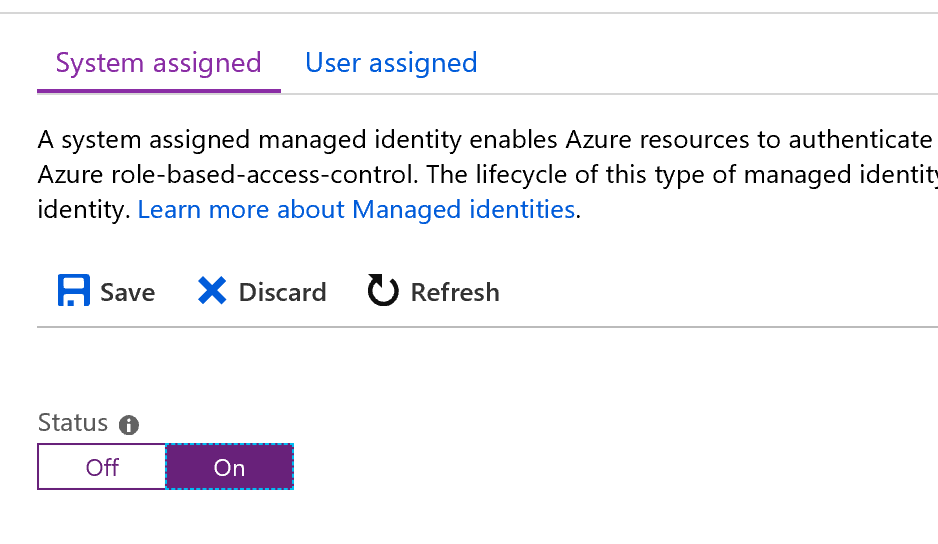 System assigned User assigned
A system assigned managed identity enables Azure resources to authenticate
Azure role-based-access-control. The lifecycle of this type of managed identity
identity. Learn more about Managed identities.
Save Discard Refresh
Status
Off On